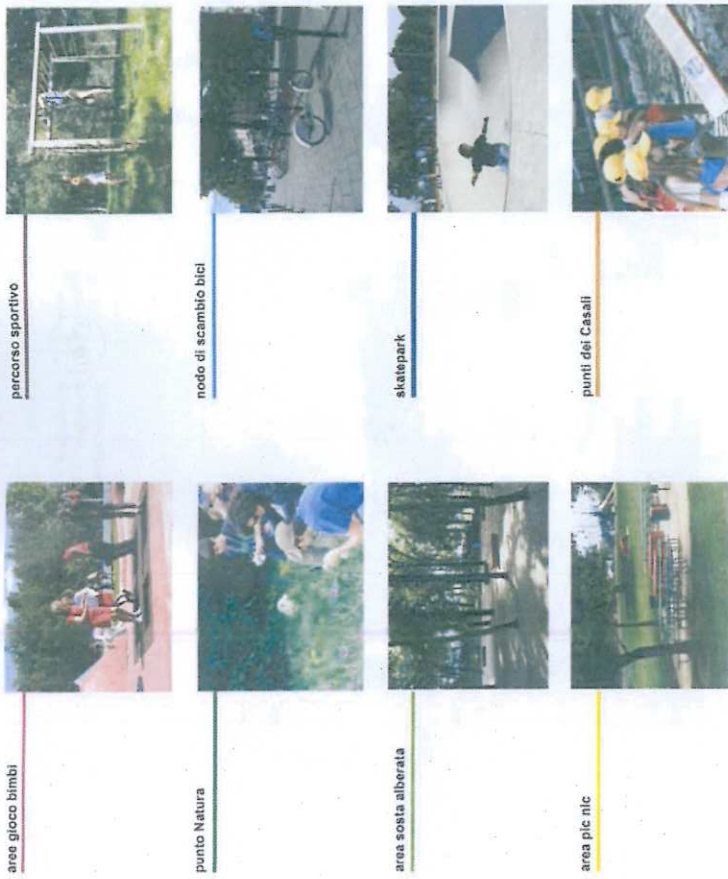 aree gioco bimbi
percorso sportivo
punto Natura
nodo di scambio bici
area sosta alberata
skatepark
area pic nic
punti dei Casali